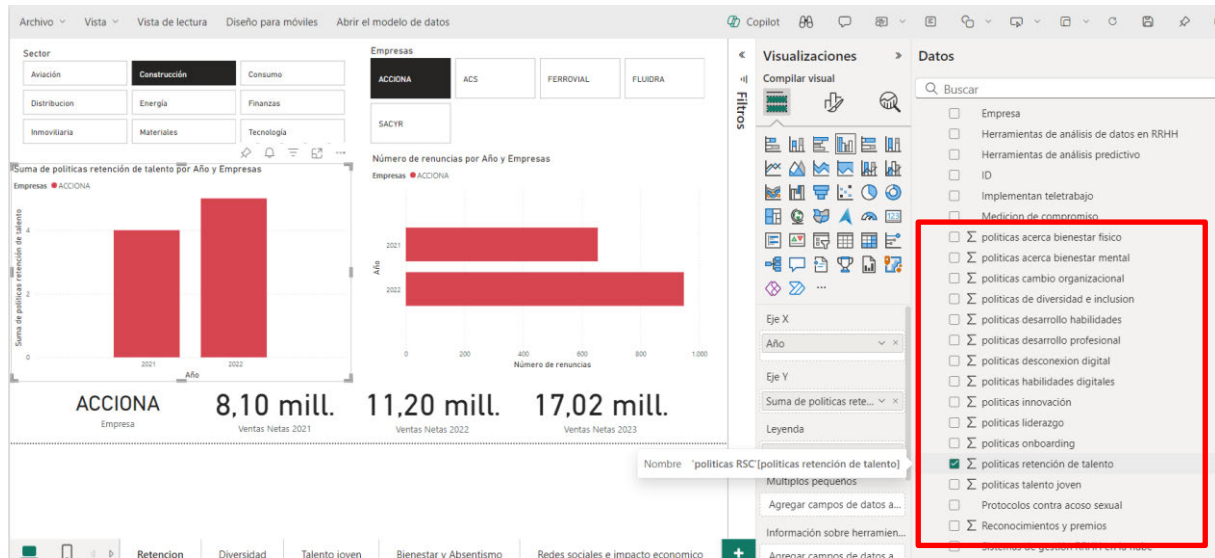 Archivo Vista Vista de lectura Diseño para móviles Abrir el modelo de datos Copilot
Sector
Aviación Construcción Consumo
Distribucion Energía Finanzas
Inmoviliaria Materiales Tecnología
Empresas
ACCIONA ACS FERROVIAL FLUIDRA
SACYR
Suma de politicas retención de talento por Año y Empresas
Empresas ACCIONA
Suma de politicas retención de talento
4
2
0
2021 2022
Año
Número de renuncias por Año y Empresas
Empresas ACCIONA
Año
2021
2022
0 200 400 600 800 1.000
Número de renuncias
ACCIONA
Empresa
8,10 mill.
Ventas Netas 2021
11,20 mill.
Ventas Netas 2022
17,02 mill.
Ventas Netas 2023
Retencion Diversidad Talento joven Bienestar y Absentismo Redes sociales e impacto economico
Filtros
Visualizaciones
Compilar visual
Eje X
Año
Eje Y
Suma de politicas rete...
Leyenda
Nombre 'politicas RSC'[politicas retención de talento]
Múltiplos pequeños
Agregar campos de datos a...
Información sobre herramien...
Agregar campos de datos a...
Datos
Buscar
Empresa
Herramientas de análisis de datos en RRHH
Herramientas de análisis predictivo
ID
Implementan teletrabajo
Medicion de compromiso
politicas acerca bienestar fisico
politicas acerca bienestar mental
politicas cambio organizacional
politicas de diversidad e inclusion
politicas desarrollo habilidades
politicas desarrollo profesional
politicas desconexion digital
politicas habilidades digitales
politicas innovación
politicas liderazgo
politicas onboarding
politicas retención de talento
politicas talento joven
Protocolos contra acoso sexual
Reconocimientos y premios
Sistemas de gestión RRHH en la nube